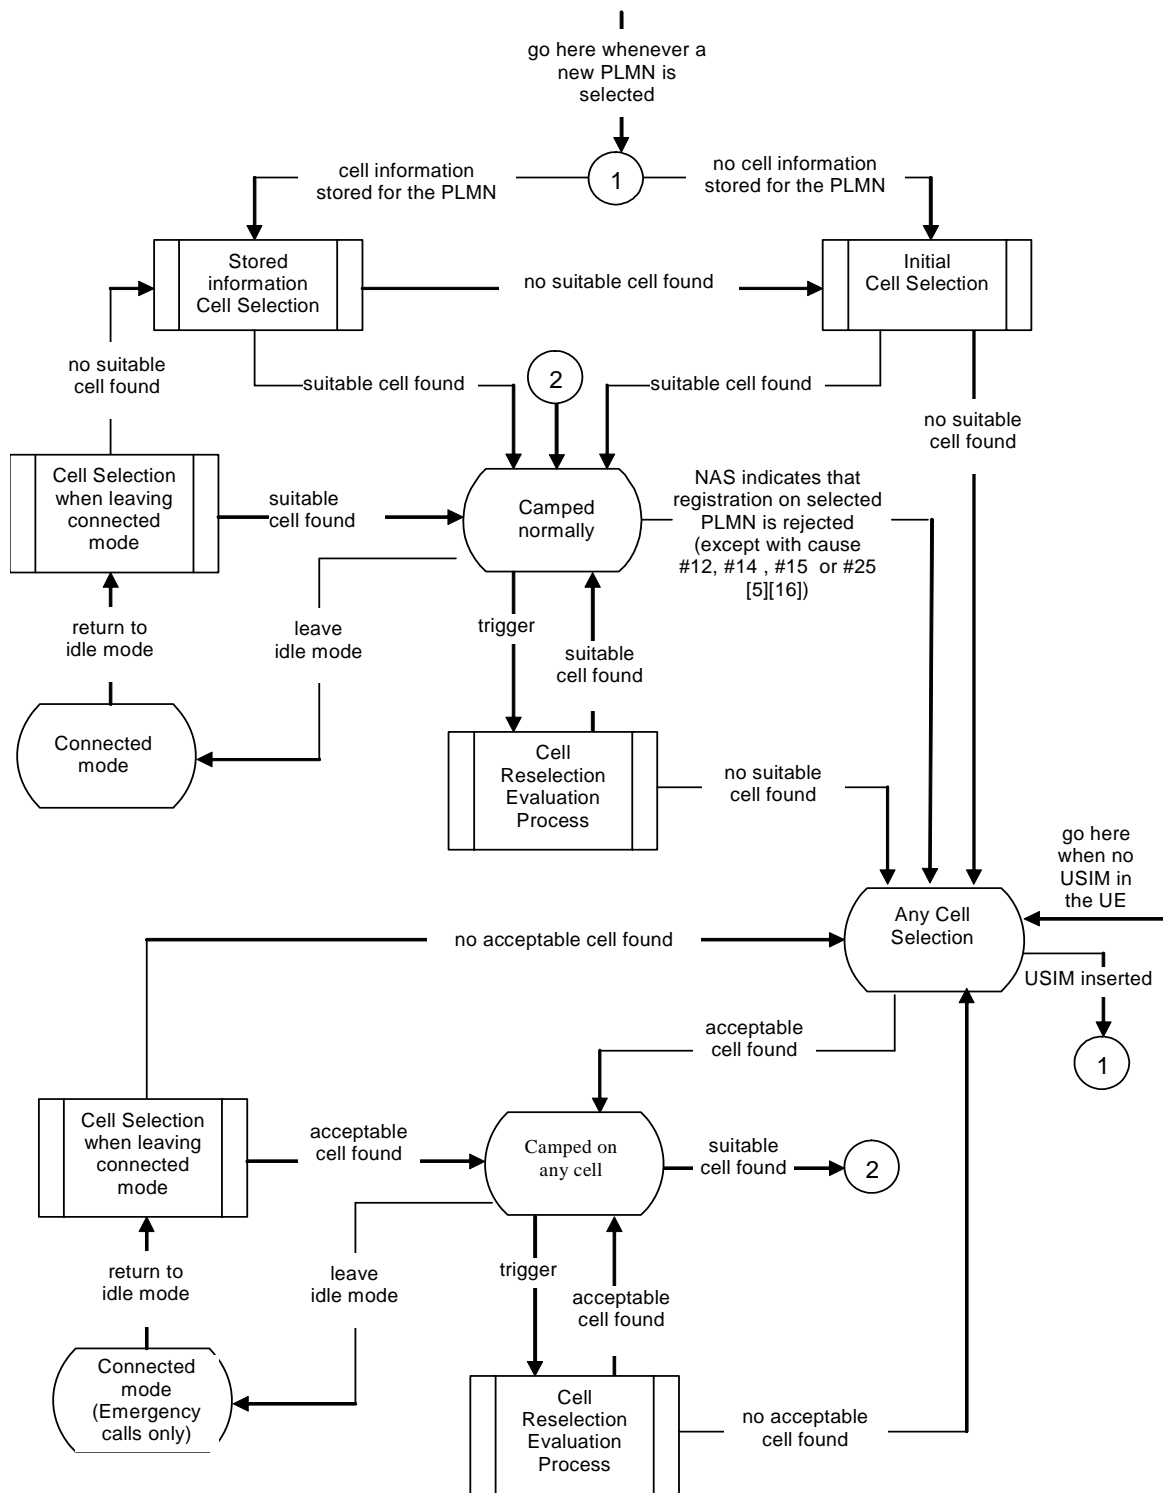 go here whenever a
new PLMN is
selected
1
cell information
stored for the PLMN
no cell information
stored for the PLMN
Stored
information
Cell Selection
no suitable cell found
Initial
Cell Selection
no suitable
cell found
suitable cell found
2
suitable cell found
no suitable
cell found
Cell Selection
when leaving
connected
mode
suitable
cell found
Camped
normally
NAS indicates that
registration on selected
PLMN is rejected
(except with cause
#12, #14 , #15 or #25
[5][16])
return to
idle mode
leave
idle mode
trigger
suitable
cell found
Connected
mode
Cell
Reselection
Evaluation
Process
no suitable
cell found
go here
when no
USIM in
the UE
Any Cell
Selection
no acceptable cell found
USIM inserted
1
acceptable
cell found
Cell Selection
when leaving
connected
mode
acceptable
cell found
Camped on
any cell
suitable
cell found
2
return to
idle mode
leave
idle mode
trigger
acceptable
cell found
Connected
mode
(Emergency
calls only)
Cell
Reselection
Evaluation
Process
no acceptable
cell found